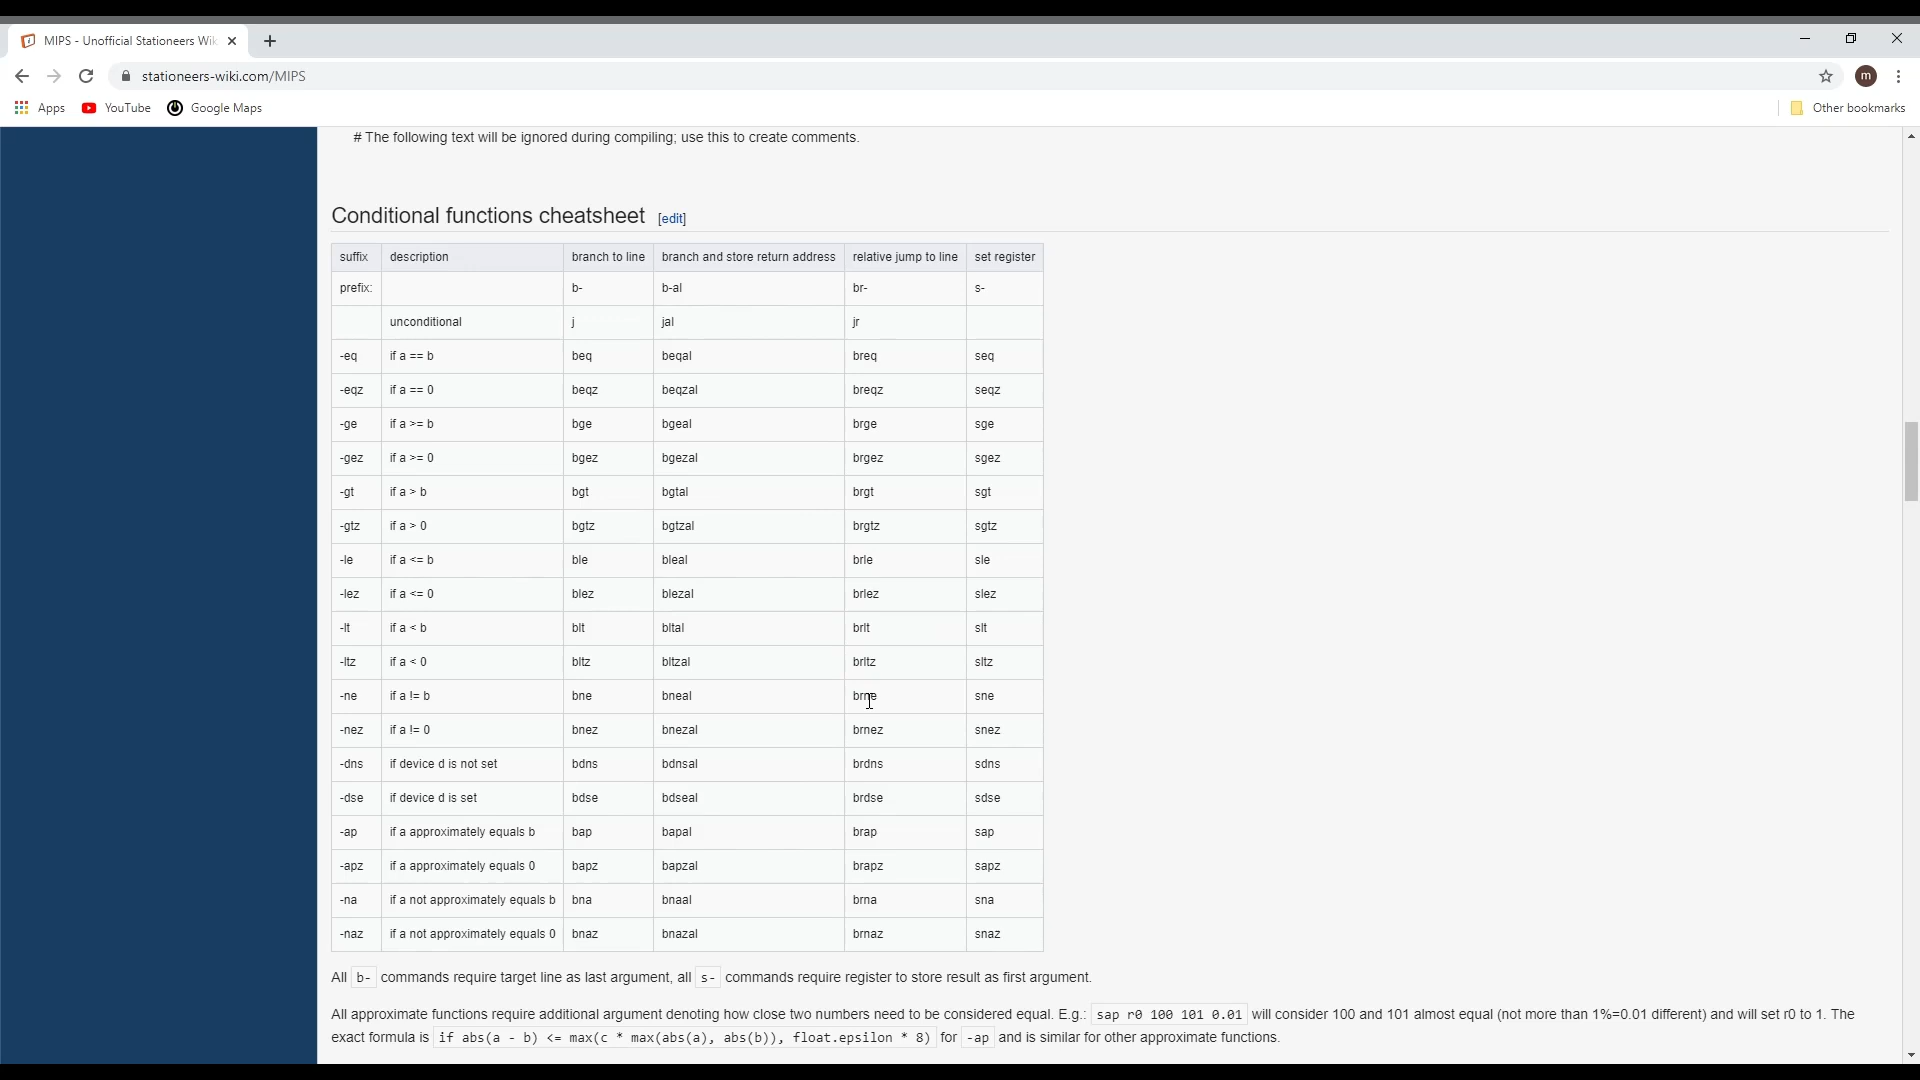 MIPS - Unofficial Stationeers Wik
stationeers-wiki.com/MIPS
m
Apps YouTube Google Maps Other bookmarks
# The following text will be ignored during compiling; use this to create comments.
Conditional functions cheatsheet [edit]
suffix description branch to line branch and store return address relative jump to line set register
prefix: b- b-al br- s-
unconditional j jal jr
-eq if a == b beq beqal breq seq
-eqz if a == 0 beqz beqzal breqz seqz
-ge if a >= b bge bgeal brge sge
-gez if a >= 0 bgez bgezal brgez sgez
-gt if a > b bgt bgtal brgt sgt
-gtz if a > 0 bgtz bgtzal brgtz sgtz
-le if a <= b ble bleal brle sle
-lez if a <= 0 blez blezal brlez slez
-lt if a < b blt bltal brlt slt
-ltz if a < 0 bltz bltzal brltz sltz
-ne if a != b bne bneal brne sne
-nez if a != 0 bnez bnezal brnez snez
-dns if device d is not set bdns bdnsal brdns sdns
-dse if device d is set bdse bdseal brdse sdse
-ap if a approximately equals b bap bapal brap sap
-apz if a approximately equals 0 bapz bapzal brapz sapz
-na if a not approximately equals b bna bnaal brna sna
-naz if a not approximately equals 0 bnaz bnazal brnaz snaz
All b- commands require target line as last argument, all s- commands require register to store result as first argument.
All approximate functions require additional argument denoting how close two numbers need to be considered equal. E.g.: sap r0 100 101 0.01 will consider 100 and 101 almost equal (not more than 1%=0.01 different) and will set r0 to 1. The
exact formula is if abs(a - b) <= max(c * max(abs(a), abs(b)), float.epsilon * 8) for -ap and is similar for other approximate functions.